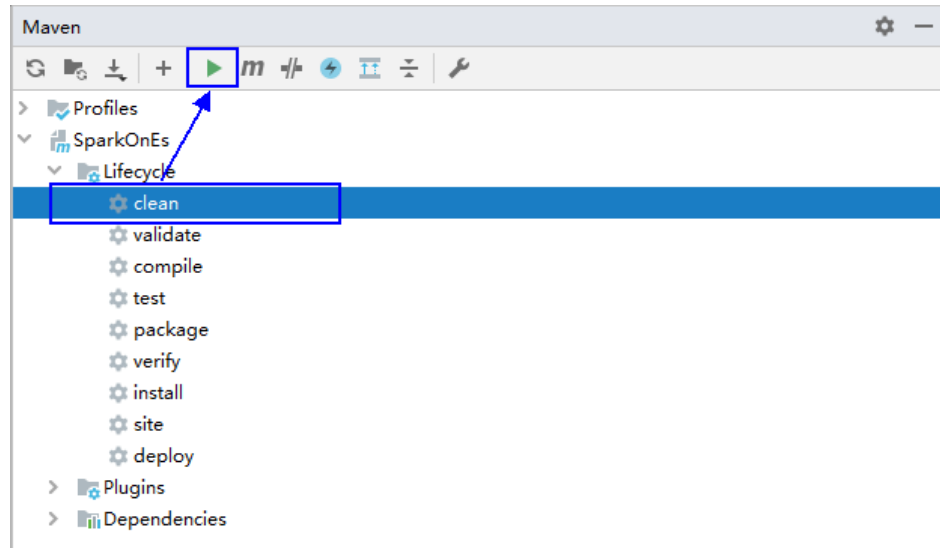 Maven
m
Profiles
SparkOnEs
Lifecycle
clean
validate
compile
test
package
verify
install
site
deploy
Plugins
Dependencies